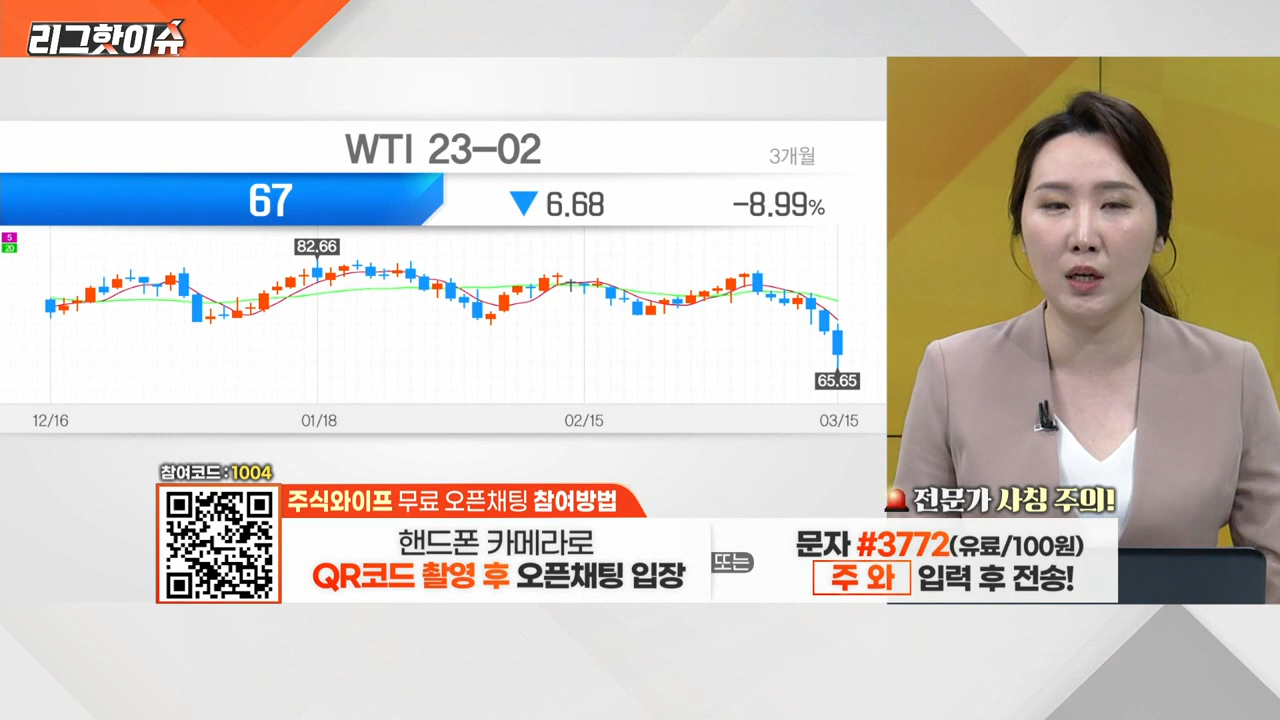 리그핫이슈
WTI 23-02
3개월
67
▼ 6.68
-8.99%
5
20
82.66
65.65
12/16
01/18
02/15
03/15
참여코드 : 1004
주식와이프 무료 오픈채팅 참여방법
핸드폰 카메라로
QR코드 촬영 후 오픈채팅 입장
또는
전문가 사칭 주의!
문자 #3772(유료/100원)
주 와 입력 후 전송!